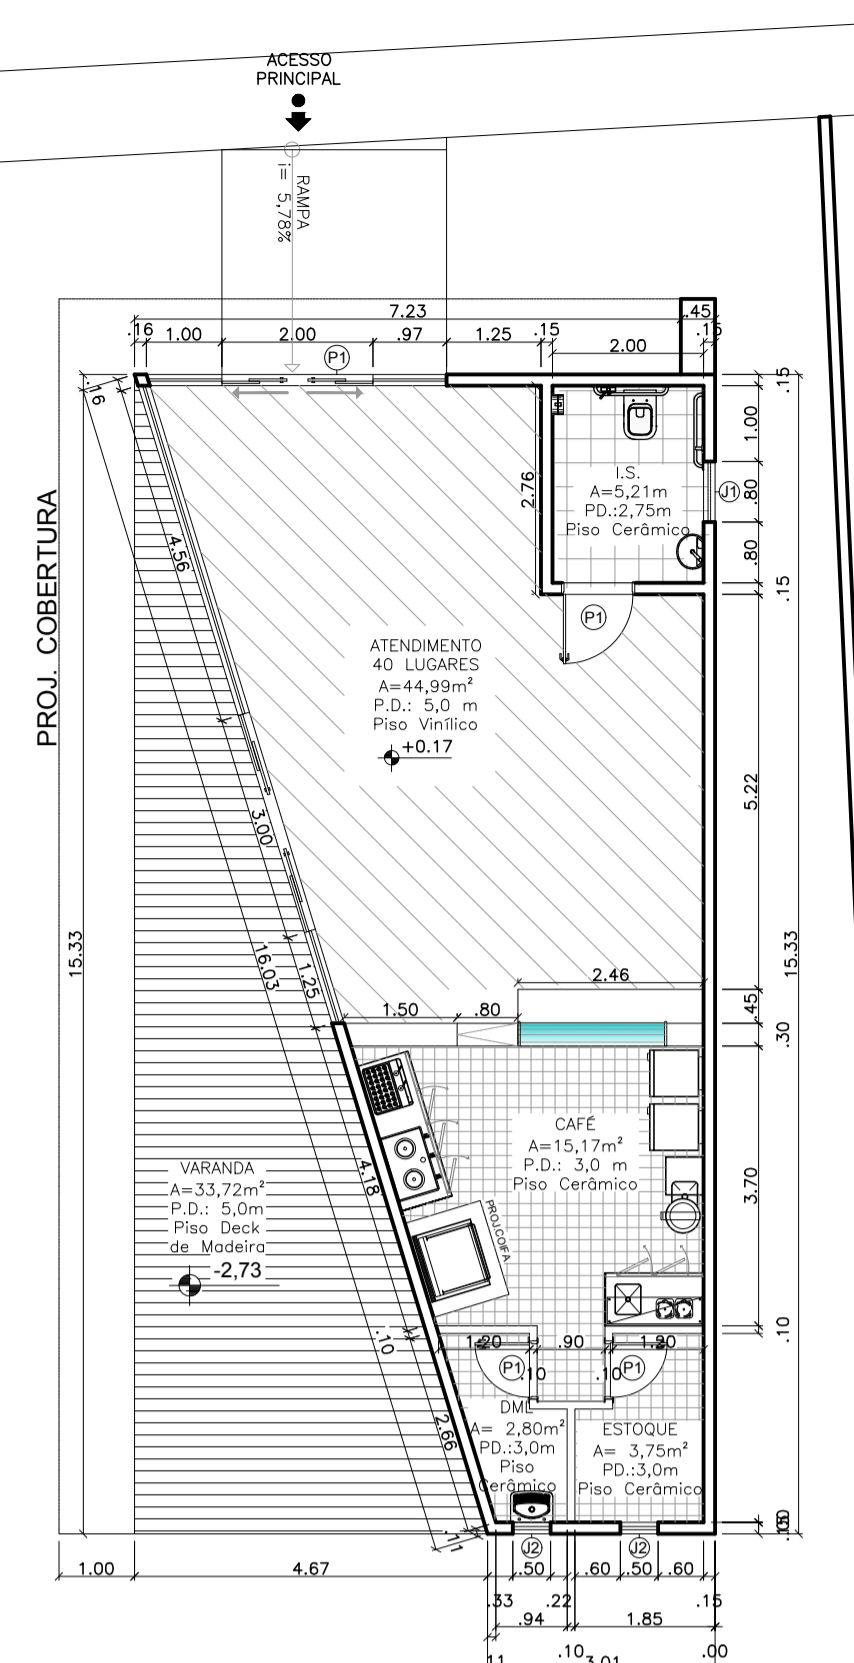 ACESSO
PRINCIPAL
RAMPA
i= 5,78%
7.23
.45
.16
1.00
2.00
.97
1.25
.15
2.00
.15
P1
.16
.15
1.00
2.76
I.S.
A=5,21m
PD.:2,75m
Piso Cerâmico
J1
.80
.80
.15
P1
PROJ. COBERTURA
4.56
ATENDIMENTO
40 LUGARES
A=44,99m²
P.D.: 5,0 m
Piso Vinílico
+0.17
5.22
3.00
15.33
16.03
1.25
15.33
2.46
1.50
.80
.45
.30
CAFÉ
A=15,17m²
P.D.: 3,0 m
Piso Cerâmico
VARANDA
A=33,72m²
P.D.: 5,0m
Piso Deck
de Madeira
-2,73
4.18
3.70
PROJ.COIFA
.10
.10
1.20
.90
1.20
P1
.10
.10
P1
DML
A= 2,80m²
PD.:3,0m
Piso
Cerâmico
ESTOQUE
A= 3,75m²
PD.:3,0m
Piso Cerâmico
2.66
.11
J2
J2
1.00
4.67
.50
.60
.50
.60
.33
.22
.15
.94
1.85
.10
.00
3.01